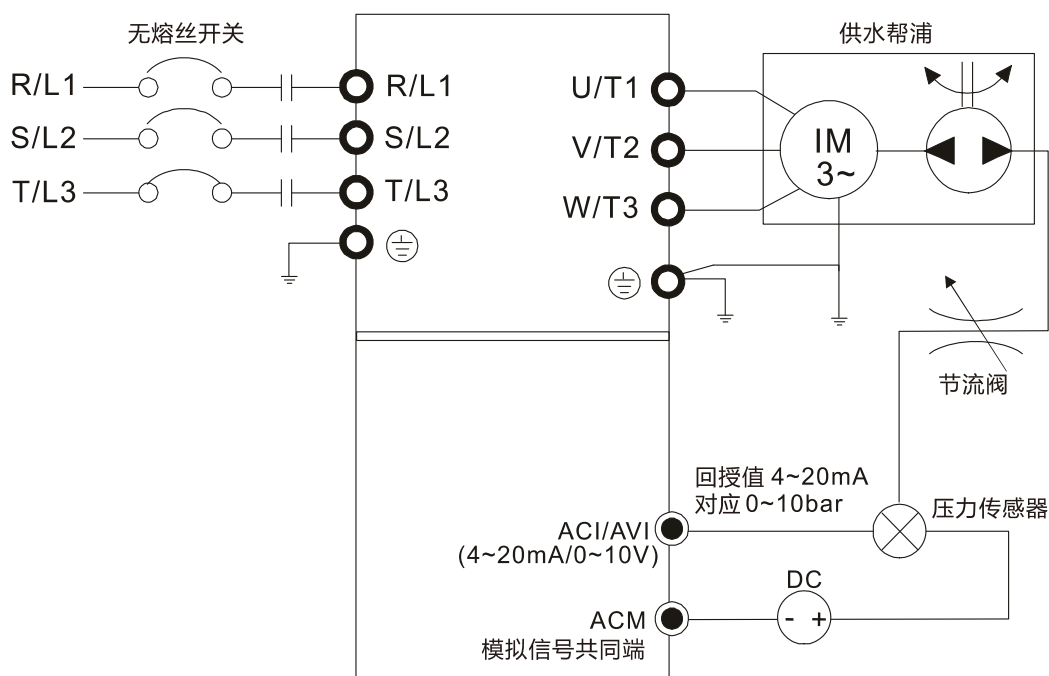 无熔丝开关
供水帮浦
R/L1
R/L1
U/T1
S/L2
S/L2
V/T2
IM
3~
T/L3
T/L3
W/T3
节流阀
回授值 4~20mA
对应 0~10bar
压力传感器
ACI/AVI
(4~20mA/0~10V)
DC
- +
ACM
模拟信号共同端